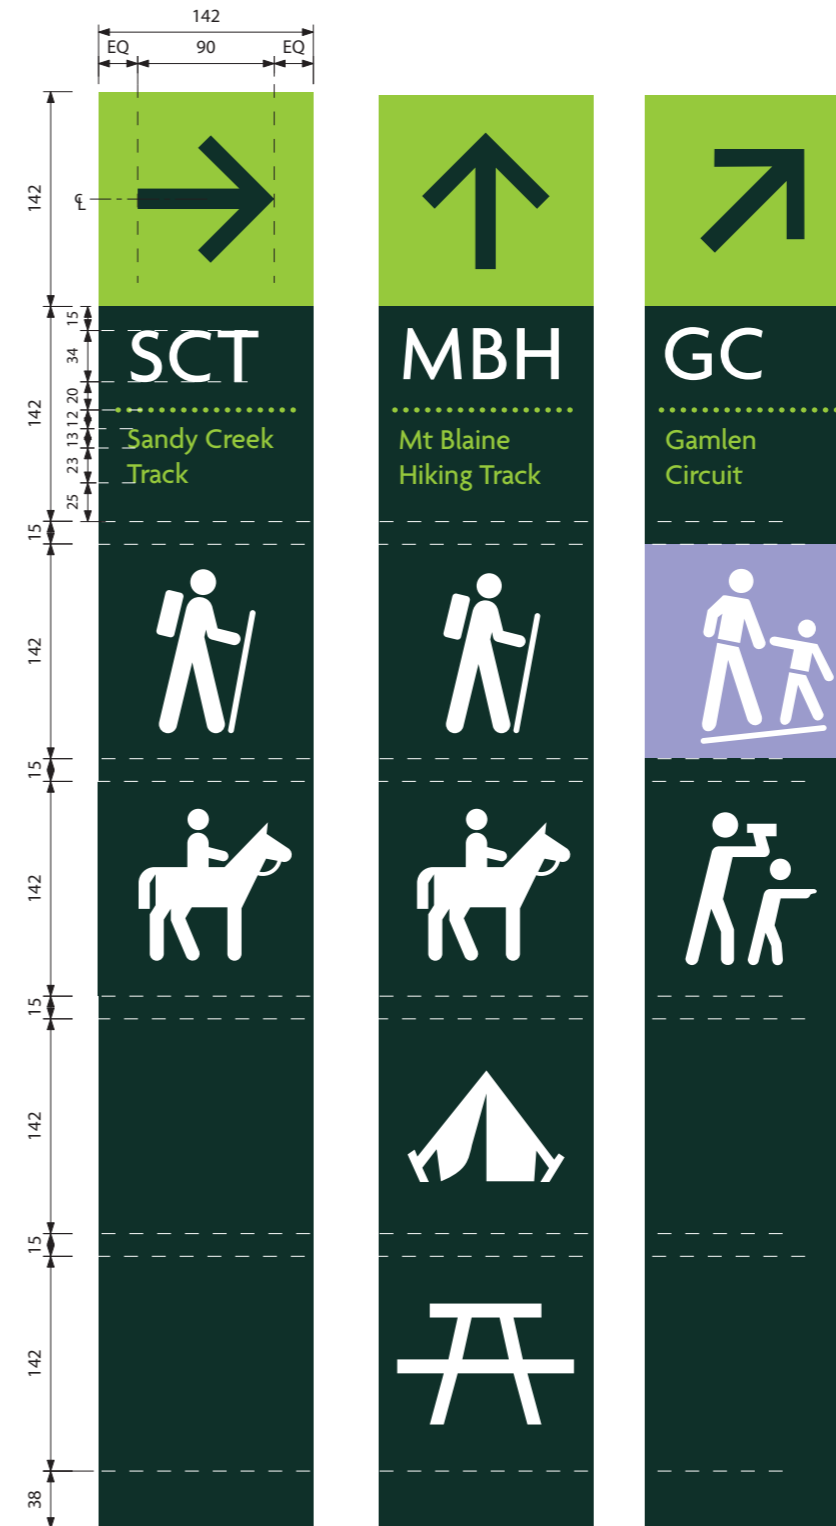 142
EQ
90
EQ
142
℄
142
15
34
20
12
13
23
25
SCT
Sandy Creek
Track
MBH
Mt Blaine
Hiking Track
GC
Gamlen
Circuit
15
142
15
142
15
142
15
142
38